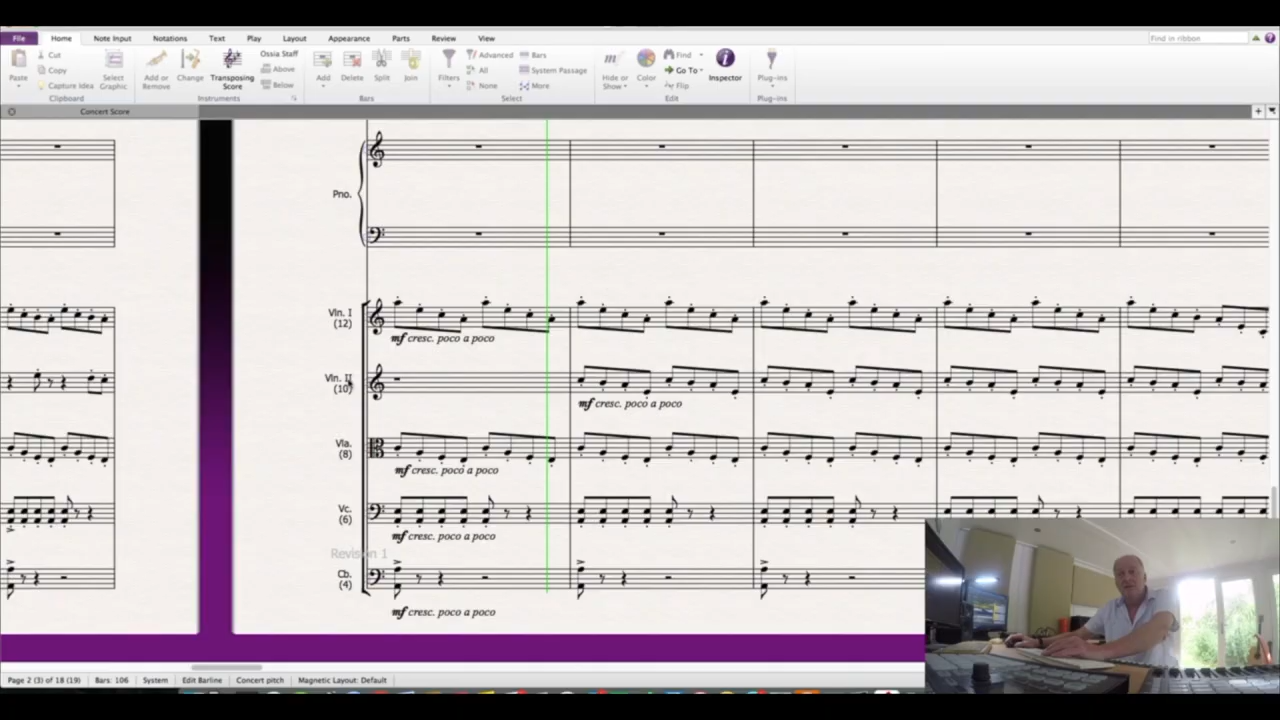 File Home Note Input Notations Text Play Layout Appearance Parts Review View Find in ribbon
Cut Ossia Staff Advanced Bars Find
Paste Copy Select Graphic Add or Remove Change Transposing Score Above Add Delete Split Join Filters All System Passage Hide or Show Color Go To Inspector Plug-ins
Capture Idea Below None More Flip
Clipboard Instruments Bars Select Edit Plug-ins
Concert Score
Pno.
Vln. I
(12)
mf cresc. poco a poco
Vln. II
(10)
mf cresc. poco a poco
Vla.
(8)
mf cresc. poco a poco
Vc.
(6)
mf cresc. poco a poco
Revision 1
Cb.
(4)
mf cresc. poco a poco
Page 2 (3) of 18 (19) Bars: 106 System Edit Barline Concert pitch Magnetic Layout: Default